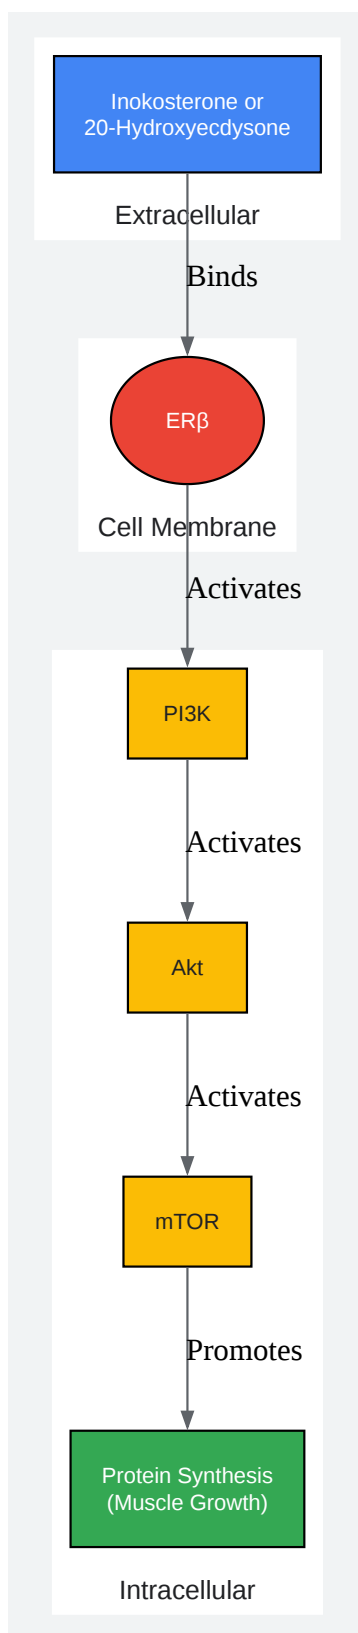 Inokosterone or
20-Hydroxyecdysone
Extracellular
Binds
ERβ
Cell Membrane
Activates
PI3K
Activates
Akt
Activates
mTOR
Promotes
Protein Synthesis
(Muscle Growth)
Intracellular